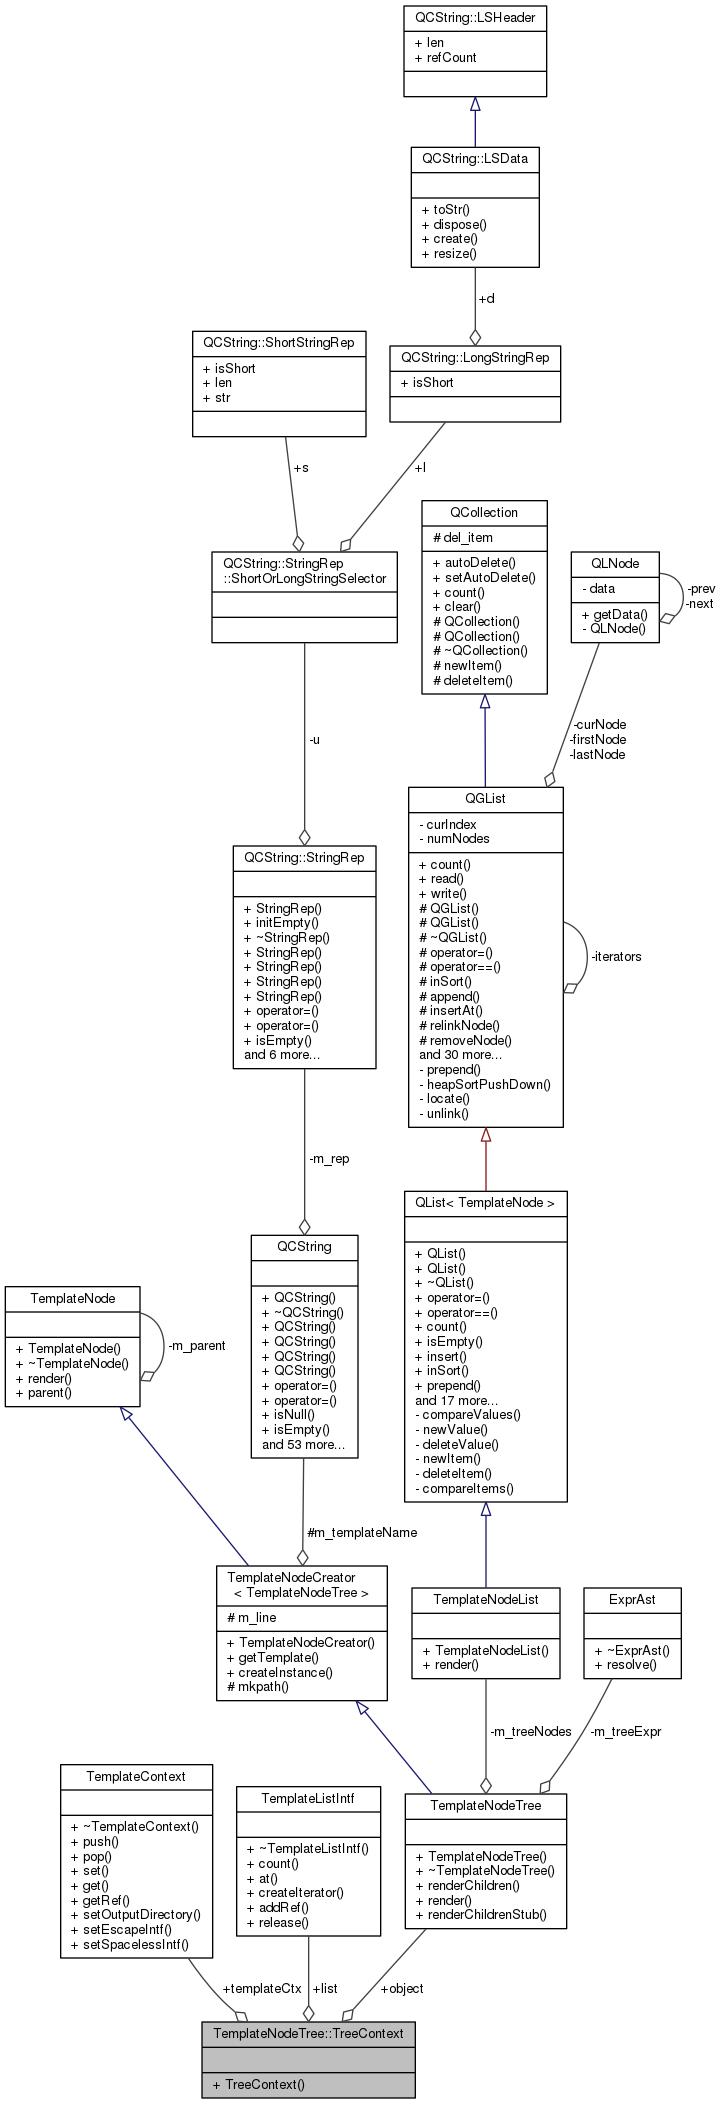 QCString::LSHeader
+ len
+ refCount
QCString::LSData
+ toStr()
+ dispose()
+ create()
+ resize()
+d
QCString::ShortStringRep
+ isShort
+ len
+ str
QCString::LongStringRep
+ isShort
+s
+l
QCollection
# del_item
+ autoDelete()
+ setAutoDelete()
+ count()
+ clear()
# QCollection()
# QCollection()
# ~QCollection()
# newItem()
# deleteItem()
QCString::StringRep
::ShortOrLongStringSelector
QLNode
- data
+ getData()
- QLNode()
-prev
-next
-u
-curNode
-firstNode
-lastNode
QGList
- curIndex
- numNodes
+ count()
+ read()
+ write()
# QGList()
# QGList()
# ~QGList()
# operator=()
# operator==()
# inSort()
# append()
# insertAt()
# relinkNode()
# removeNode()
and 30 more...
- prepend()
- heapSortPushDown()
- locate()
- unlink()
-iterators
QCString::StringRep
+ StringRep()
+ initEmpty()
+ ~StringRep()
+ StringRep()
+ StringRep()
+ StringRep()
+ StringRep()
+ operator=()
+ operator=()
+ isEmpty()
and 6 more...
-m_rep
QList< TemplateNode >
+ QList()
+ QList()
+ ~QList()
+ operator=()
+ operator==()
+ count()
+ isEmpty()
+ insert()
+ inSort()
+ prepend()
and 17 more...
- compareValues()
- newValue()
- deleteValue()
- newItem()
- deleteItem()
- compareItems()
QCString
+ QCString()
+ ~QCString()
+ QCString()
+ QCString()
+ QCString()
+ QCString()
+ operator=()
+ operator=()
+ isNull()
+ isEmpty()
and 53 more...
TemplateNode
+ TemplateNode()
+ ~TemplateNode()
+ render()
+ parent()
-m_parent
#m_templateName
TemplateNodeCreator
< TemplateNodeTree >
# m_line
+ TemplateNodeCreator()
+ getTemplate()
+ createInstance()
# mkpath()
TemplateNodeList
+ TemplateNodeList()
+ render()
ExprAst
+ ~ExprAst()
+ resolve()
-m_treeNodes
-m_treeExpr
TemplateContext
+ ~TemplateContext()
+ push()
+ pop()
+ set()
+ get()
+ getRef()
+ setOutputDirectory()
+ setEscapeIntf()
+ setSpacelessIntf()
TemplateListIntf
+ ~TemplateListIntf()
+ count()
+ at()
+ createIterator()
+ addRef()
+ release()
TemplateNodeTree
+ TemplateNodeTree()
+ ~TemplateNodeTree()
+ renderChildren()
+ render()
+ renderChildrenStub()
+templateCtx
+list
+object
TemplateNodeTree::TreeContext
+ TreeContext()